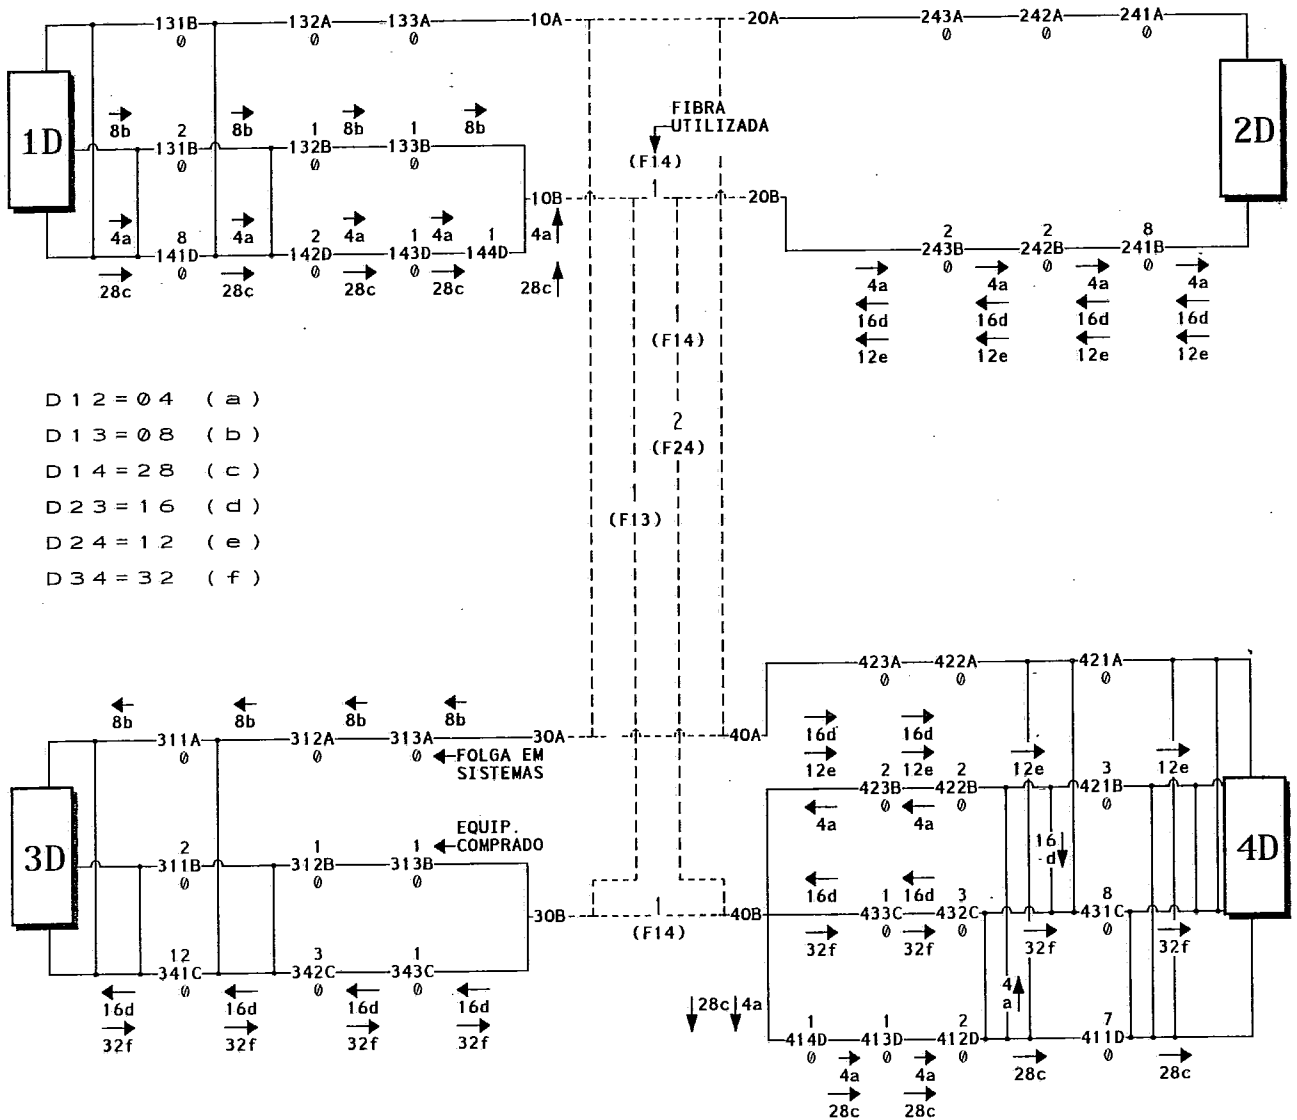 131B 132A 133A 10A 20A 243A 242A 241A
0 0 0 0 0 0
1D
2D
FIBRA
UTILIZADA
8b 8b 8b 8b
2 1 1
131B 132B 133B
0 0 0
(F14)
1
10B 20B
4a 4a 4a 4a 4a
8 2 1 1
141D 142D 143D 144D
0 0 0
28c 28c 28c 28c 28c
2 2 8
243B 242B 241B
0 0 0
4a 4a 4a 4a
16d 16d 16d 16d
12e 12e 12e 12e
1
(F14)
2
(F24)
1
(F13)
D12=04 (a)
D13=08 (b)
D14=28 (c)
D23=16 (d)
D24=12 (e)
D34=32 (f)
8b 8b 8b 8b
311A 312A 313A 30A 40A
0 0 0
FOLGA EM
SISTEMAS
EQUIP.
COMPRADO
3D
2 1 1
311B 312B 313B
0 0 0
30B 40B
1
(F14)
12 3 1
341C 342C 343C
0 0 0
16d 16d 16d 16d
32f 32f 32f 32f
423A 422A 421A
0 0 0
16d 16d
12e 12e 12e 12e
2 2 3
423B 422B 421B
0 0 0
4a 4a
16
d
4D
16d 16d
1 3 8
433C 432C 431C
0 0 0
32f 32f 32f 32f
28c 4a
4
a
1 1 2 7
414D 413D 412D 411D
0 0 0 0
4a 4a
28c 28c 28c 28c